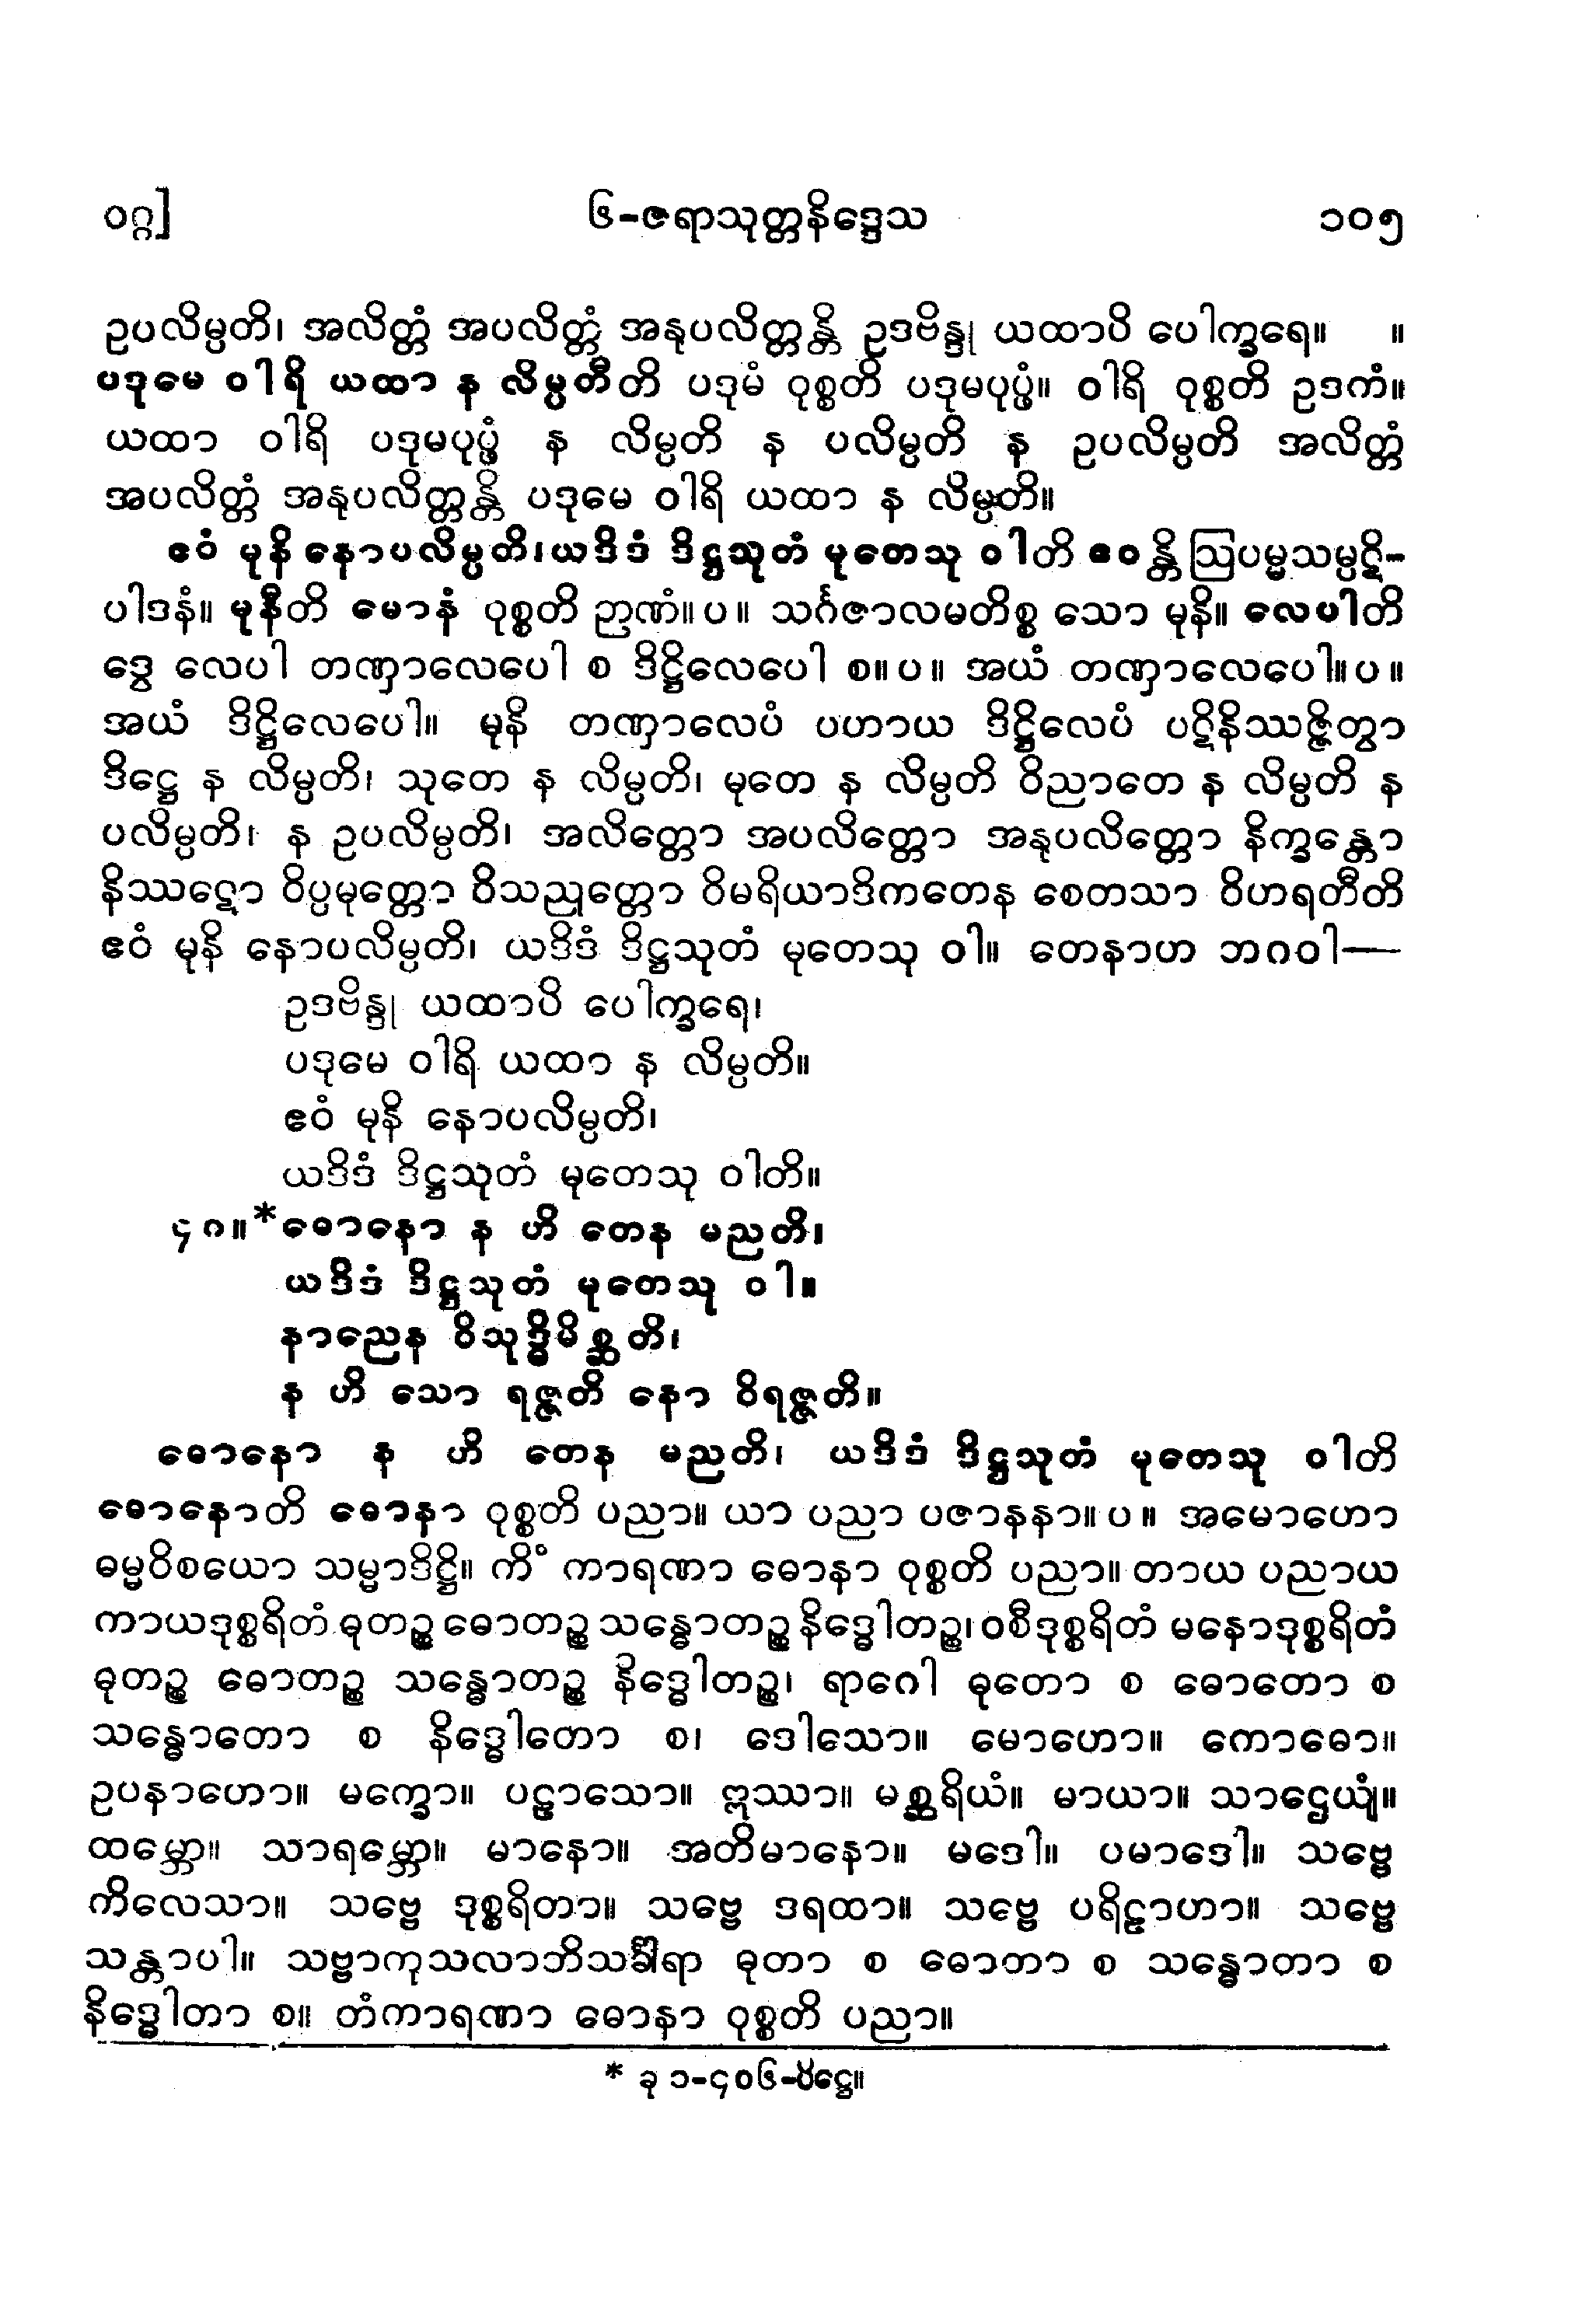 ဝဂ္ဂ] ၆-ဇရာသုတ္တနိဒ္ဒေသ ၁၀၅
ဥပလိမ္ပတိ၊ အလိတ္တံ အပလိတ္တံ အနုပလိတ္တန္တိ ဥဒဗိန္ဒု ယထာပိ ပေါက္ခရေ။ ။
ပဒုမေ ဝါရိ ယထာ န လိမ္ပတီတိ ပဒုမံ ဝုစ္စတိ ပဒုမပုပ္ဖံ။ ဝါရိ ဝုစ္စတိ ဥဒကံ။
ယထာ ဝါရိ ပဒုမပုပ္ဖံ န လိမ္ပတိ န ပလိမ္ပတိ န ဥပလိမ္ပတိ အလိတ္တံ
အပလိတ္တံ အနုပလိတ္တန္တိ ပဒုမေ ဝါရိ ယထာ န လိမ္ပတိ။
ဧဝံ မုနိ နောပလိမ္ပတိ၊ယဒိဒံ ဒိဋ္ဌသုတံ မုတေသု ဝါတိ ဧဝန္တိ ဩပမ္မသမ္ပဋိ-
ပါဒနံ။ မုနီတိ မောနံ ဝုစ္စတိ ဉာဏံ။ပ။ သင်္ဂဇာလမတိစ္စ သော မုနိ။ လေပါတိ
ဒွေ လေပါ တဏှာလေပေါ စ ဒိဋ္ဌိလေပေါ စ။ပ။ အယံ တဏှာလေပေါ။ပ။
အယံ ဒိဋ္ဌိလေပေါ။ မုနိ တဏှာလေပံ ပဟာယ ဒိဋ္ဌိလေပံ ပဋိနိဿဇ္ဇိတွာ
ဒိဋ္ဌေ န လိမ္ပတိ၊ သုတေ န လိမ္ပတိ၊ မုတေ န လိမ္ပတိ ဝိညာတေ န လိမ္ပတိ န
ပလိမ္ပတိ၊ န ဥပလိမ္ပတိ၊ အလိတ္တော အပလိတ္တော အနုပလိတ္တော နိက္ခန္တော
နိဿဋော ဝိပ္ပမုတ္တော ဝိသညုတ္တော ဝိမရိယာဒိကတေန စေတသာ ဝိဟရတီတိ
ဧဝံ မုနိ နောပလိမ္ပတိ၊ ယဒိဒံ ဒိဋ္ဌသုတံ မုတေသု ဝါ။ တေနာဟ ဘဂဝါ—
ဥဒဗိန္ဒု ယထာပိ ပေါက္ခရေ၊
ပဒုမေ ဝါရိ ယထာ န လိမ္ပတိ။
ဧဝံ မုနိ နောပလိမ္ပတိ၊
ယဒိဒံ ဒိဋ္ဌသုတံ မုတေသု ဝါတိ။
၄၈။*ဓောနော န ဟိ တေန မညတိ၊
ယဒိဒံ ဒိဋ္ဌသုတံ မုတေသု ဝါ။
နာညေန ဝိသုဒ္ဓိမိစ္ဆတိ၊
န ဟိ သော ရဇ္ဇတိ နော ဝိရဇ္ဇတိ။
ဓောနော န ဟိ တေန မညတိ၊ ယဒိဒံ ဒိဋ္ဌသုတံ မုတေသု ဝါတိ
ဓောနောတိ ဓောနာ ဝုစ္စတိ ပညာ။ ယာ ပညာ ပဇာနနာ။ပ။ အမောဟော
ဓမ္မဝိစယော သမ္မာဒိဋ္ဌိ။ ကိံ ကာရဏာ ဓောနာ ဝုစ္စတိ ပညာ။ တာယ ပညာယ
ကာယဒုစ္စရိတံ ဓုတဉ္စ ဓောတဉ္စ သန္ဓောတဉ္စ နိဒ္ဓေါတဉ္စ၊ ဝစီဒုစ္စရိတံ မနောဒုစ္စရိတံ
ဓုတဉ္စ ဓောတဉ္စ သန္ဓောတဉ္စ နိဒ္ဓေါတဉ္စ၊ ရာဂေါ ဓုတော စ ဓောတော စ
သန္ဓောတော စ နိဒ္ဓေါတော စ၊ ဒေါသော။ မောဟော။ ကောဓော။
ဥပနာဟော။ မက္ခော။ ပဠာသော။ ဣဿာ။ မစ္ဆရိယံ။ မာယာ။ သာဌေယျံ။
ထမ္ဘော။ သာရမ္ဘော။ မာနော။ အတိမာနော။ မဒေါ။ ပမာဒေါ။ သဗ္ဗေ
ကိလေသာ။ သဗ္ဗေ ဒုစ္စရိတာ။ သဗ္ဗေ ဒရထာ။ သဗ္ဗေ ပရိဠာဟာ။ သဗ္ဗေ
သန္တာပါ။ သဗ္ဗာကုသလာဘိသင်္ခါရာ ဓုတာ စ ဓောတာ စ သန္ဓောတာ စ
နိဒ္ဓေါတာ စ။ တံကာရဏာ ဓောနာ ဝုစ္စတိ ပညာ။
* ခု ၁-၄၀၆-ပိဋ္ဌေ။